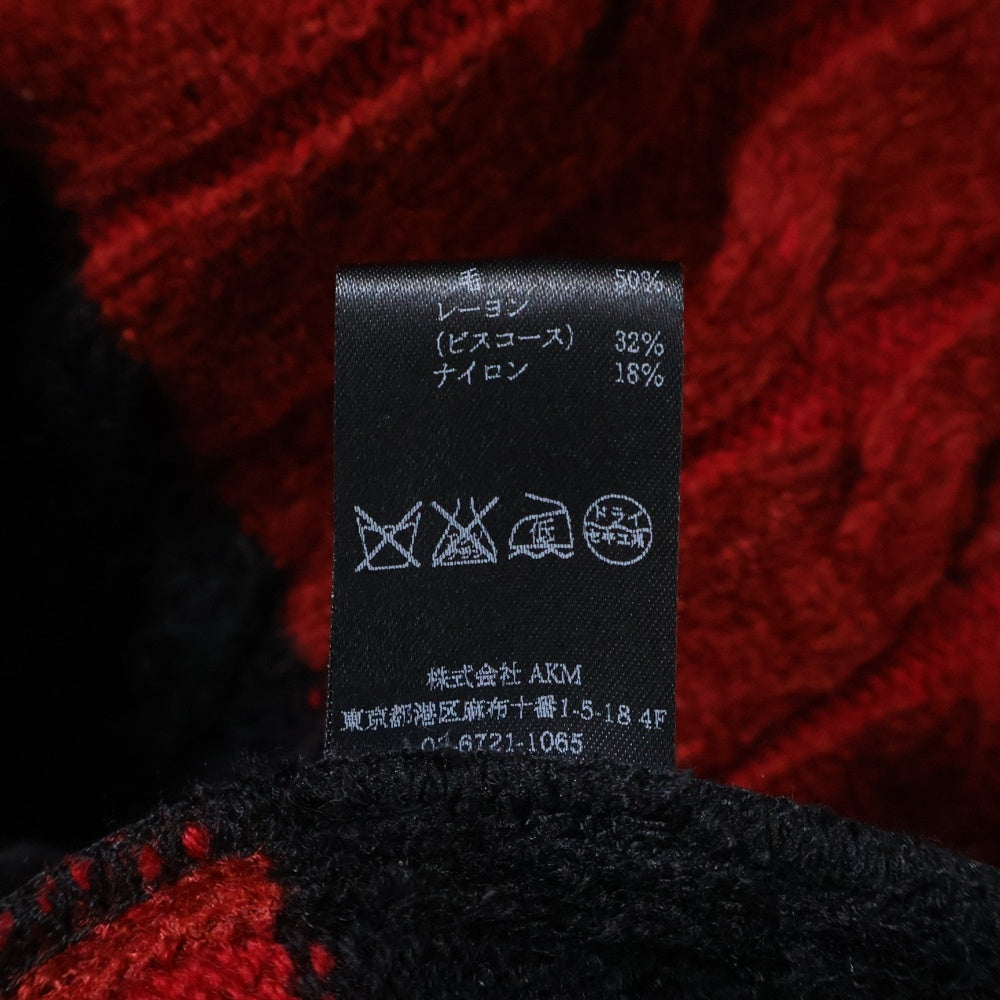 毛 50%
レーヨン
(ビスコース) 32%
ナイロン 18%
低
ドライ
セキユ系
株式会社 AKM
東京都港区麻布十番1-5-18 4F
6721-1065